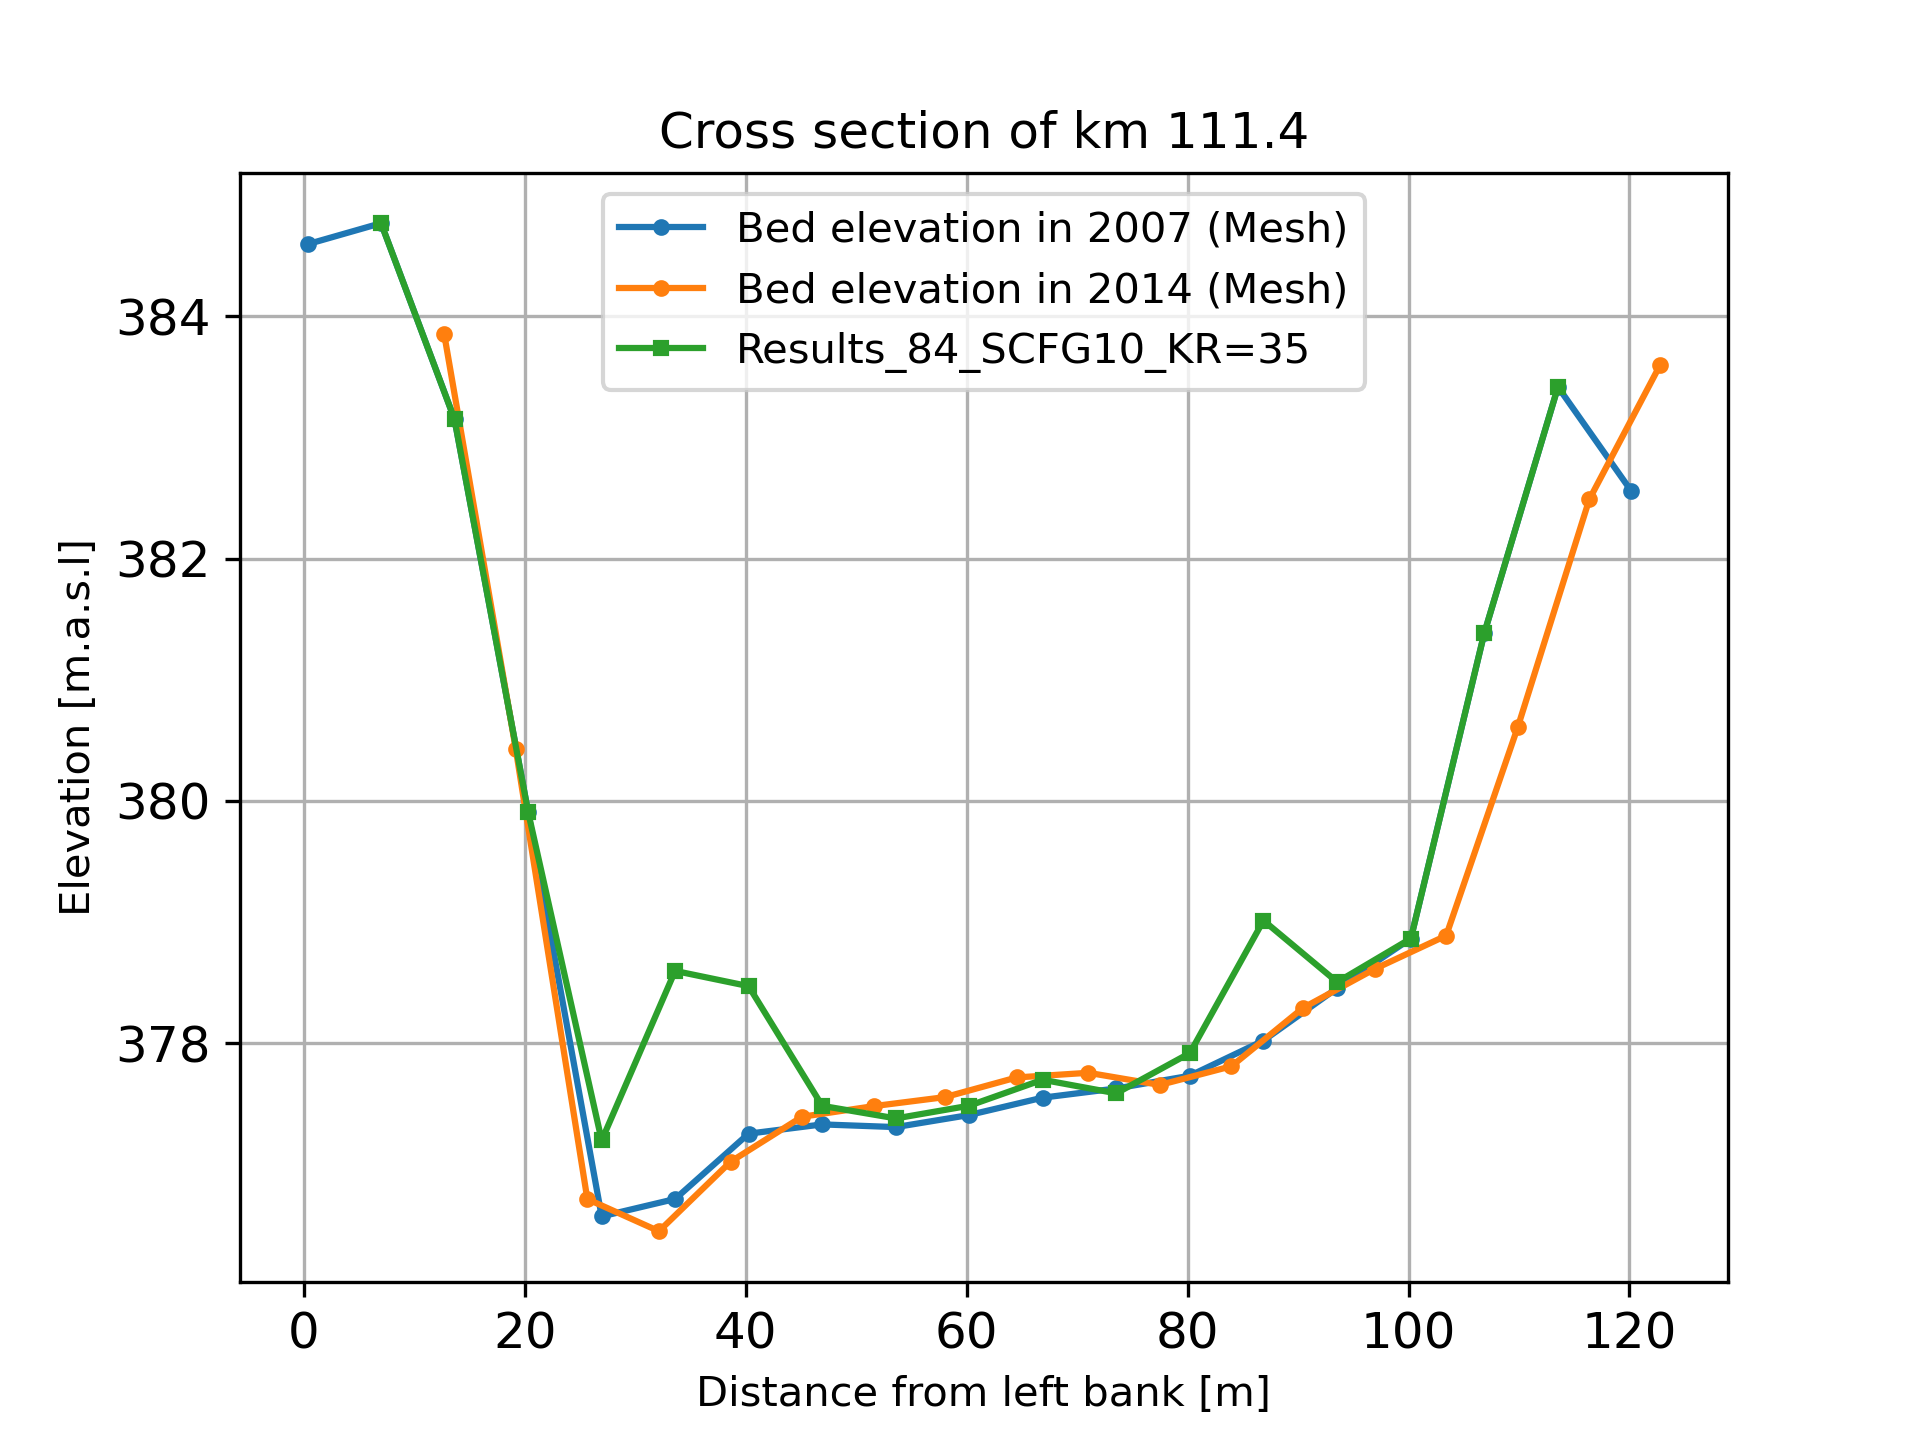 Cross section of km 111.4
Bed elevation in 2007 (Mesh)
Bed elevation in 2014 (Mesh)
Results_84_SCFG10_KR=35
384
382
380
378
Elevation [m.a.s.l]
0 20 40 60 80 100 120
Distance from left bank [m]